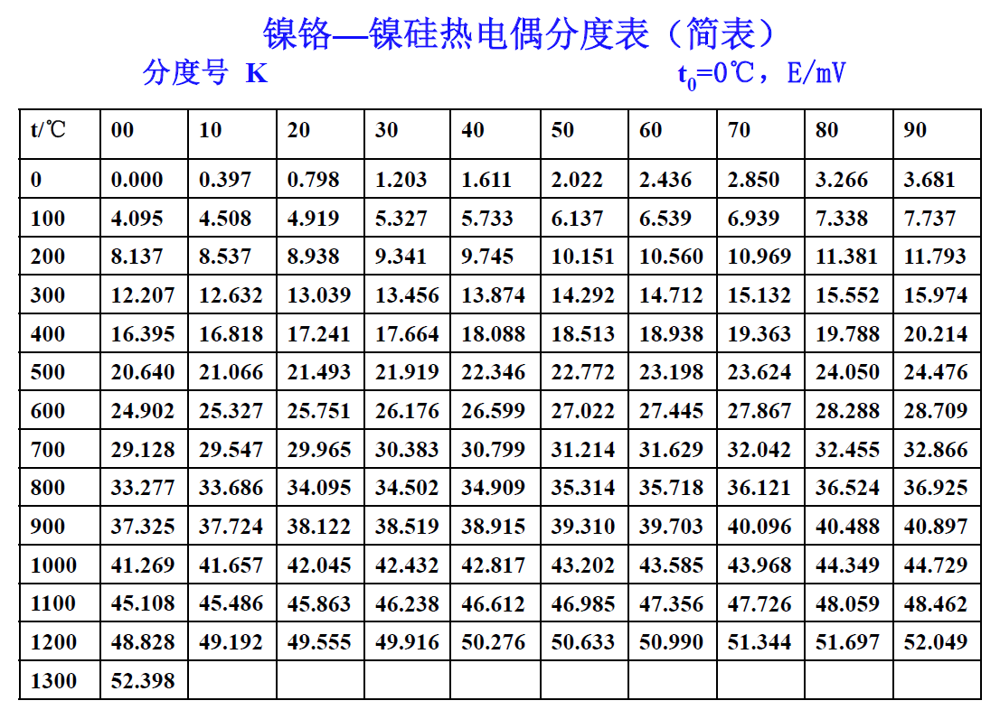 镍铬—镍硅热电偶分度表（简表）
分度号 K t0=0℃，E/mV
t/℃ 00 10 20 30 40 50 60 70 80 90
0 0.000 0.397 0.798 1.203 1.611 2.022 2.436 2.850 3.266 3.681
100 4.095 4.508 4.919 5.327 5.733 6.137 6.539 6.939 7.338 7.737
200 8.137 8.537 8.938 9.341 9.745 10.151 10.560 10.969 11.381 11.793
300 12.207 12.632 13.039 13.456 13.874 14.292 14.712 15.132 15.552 15.974
400 16.395 16.818 17.241 17.664 18.088 18.513 18.938 19.363 19.788 20.214
500 20.640 21.066 21.493 21.919 22.346 22.772 23.198 23.624 24.050 24.476
600 24.902 25.327 25.751 26.176 26.599 27.022 27.445 27.867 28.288 28.709
700 29.128 29.547 29.965 30.383 30.799 31.214 31.629 32.042 32.455 32.866
800 33.277 33.686 34.095 34.502 34.909 35.314 35.718 36.121 36.524 36.925
900 37.325 37.724 38.122 38.519 38.915 39.310 39.703 40.096 40.488 40.897
1000 41.269 41.657 42.045 42.432 42.817 43.202 43.585 43.968 44.349 44.729
1100 45.108 45.486 45.863 46.238 46.612 46.985 47.356 47.726 48.059 48.462
1200 48.828 49.192 49.555 49.916 50.276 50.633 50.990 51.344 51.697 52.049
1300 52.398